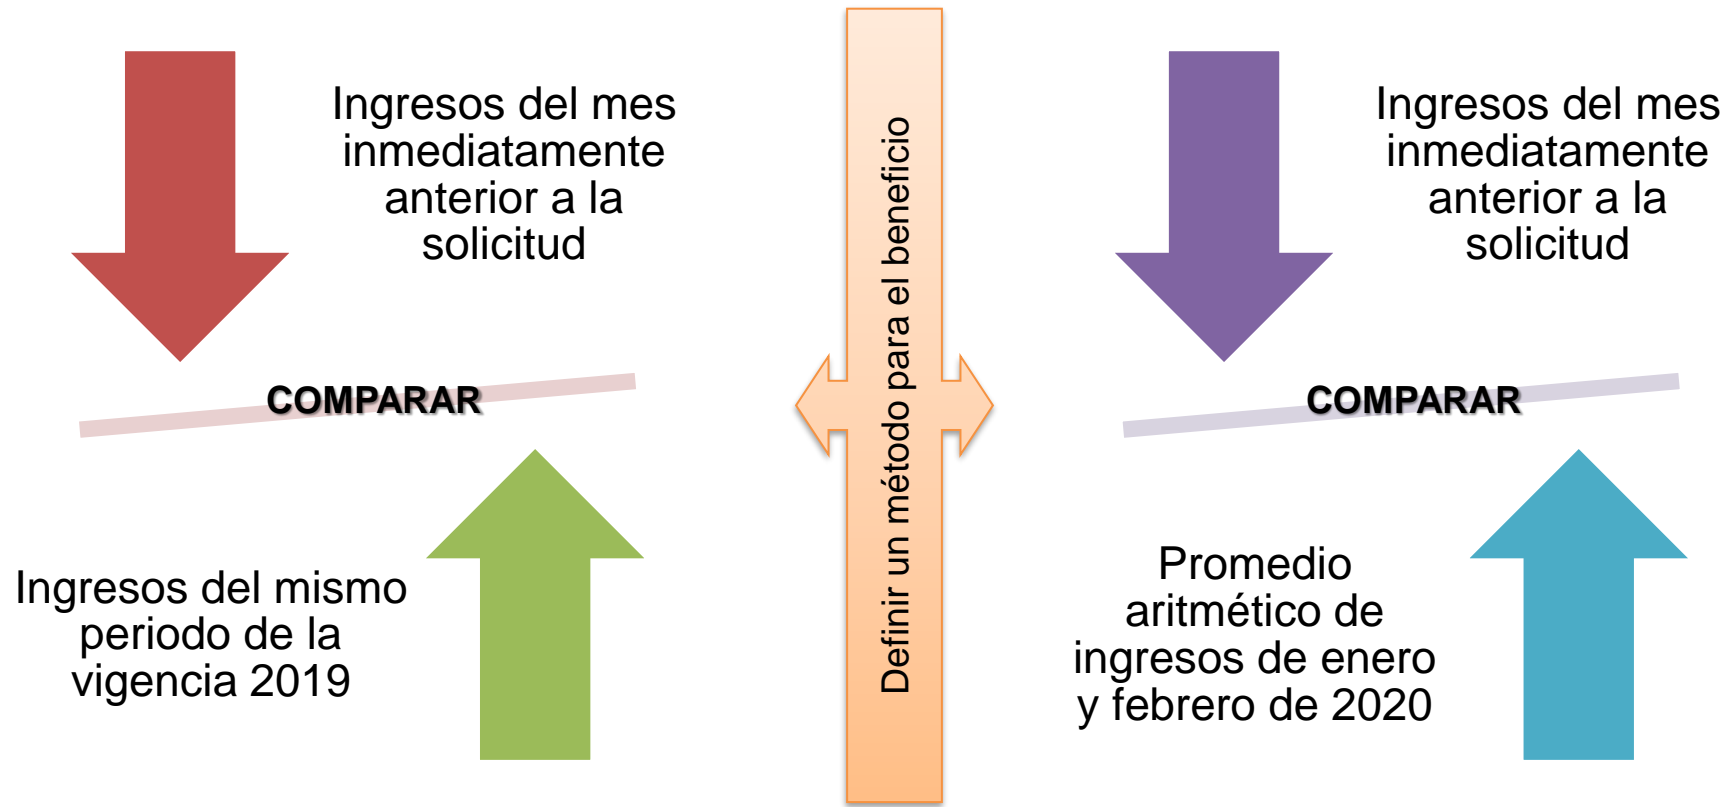 Ingresos del mes
inmediatamente
anterior a la
solicitud
COMPARAR
Ingresos del mismo
periodo de la
vigencia 2019
Definir un método para el beneficio
Ingresos del mes
inmediatamente
anterior a la
solicitud
COMPARAR
Promedio
aritmético de
ingresos de enero
y febrero de 2020